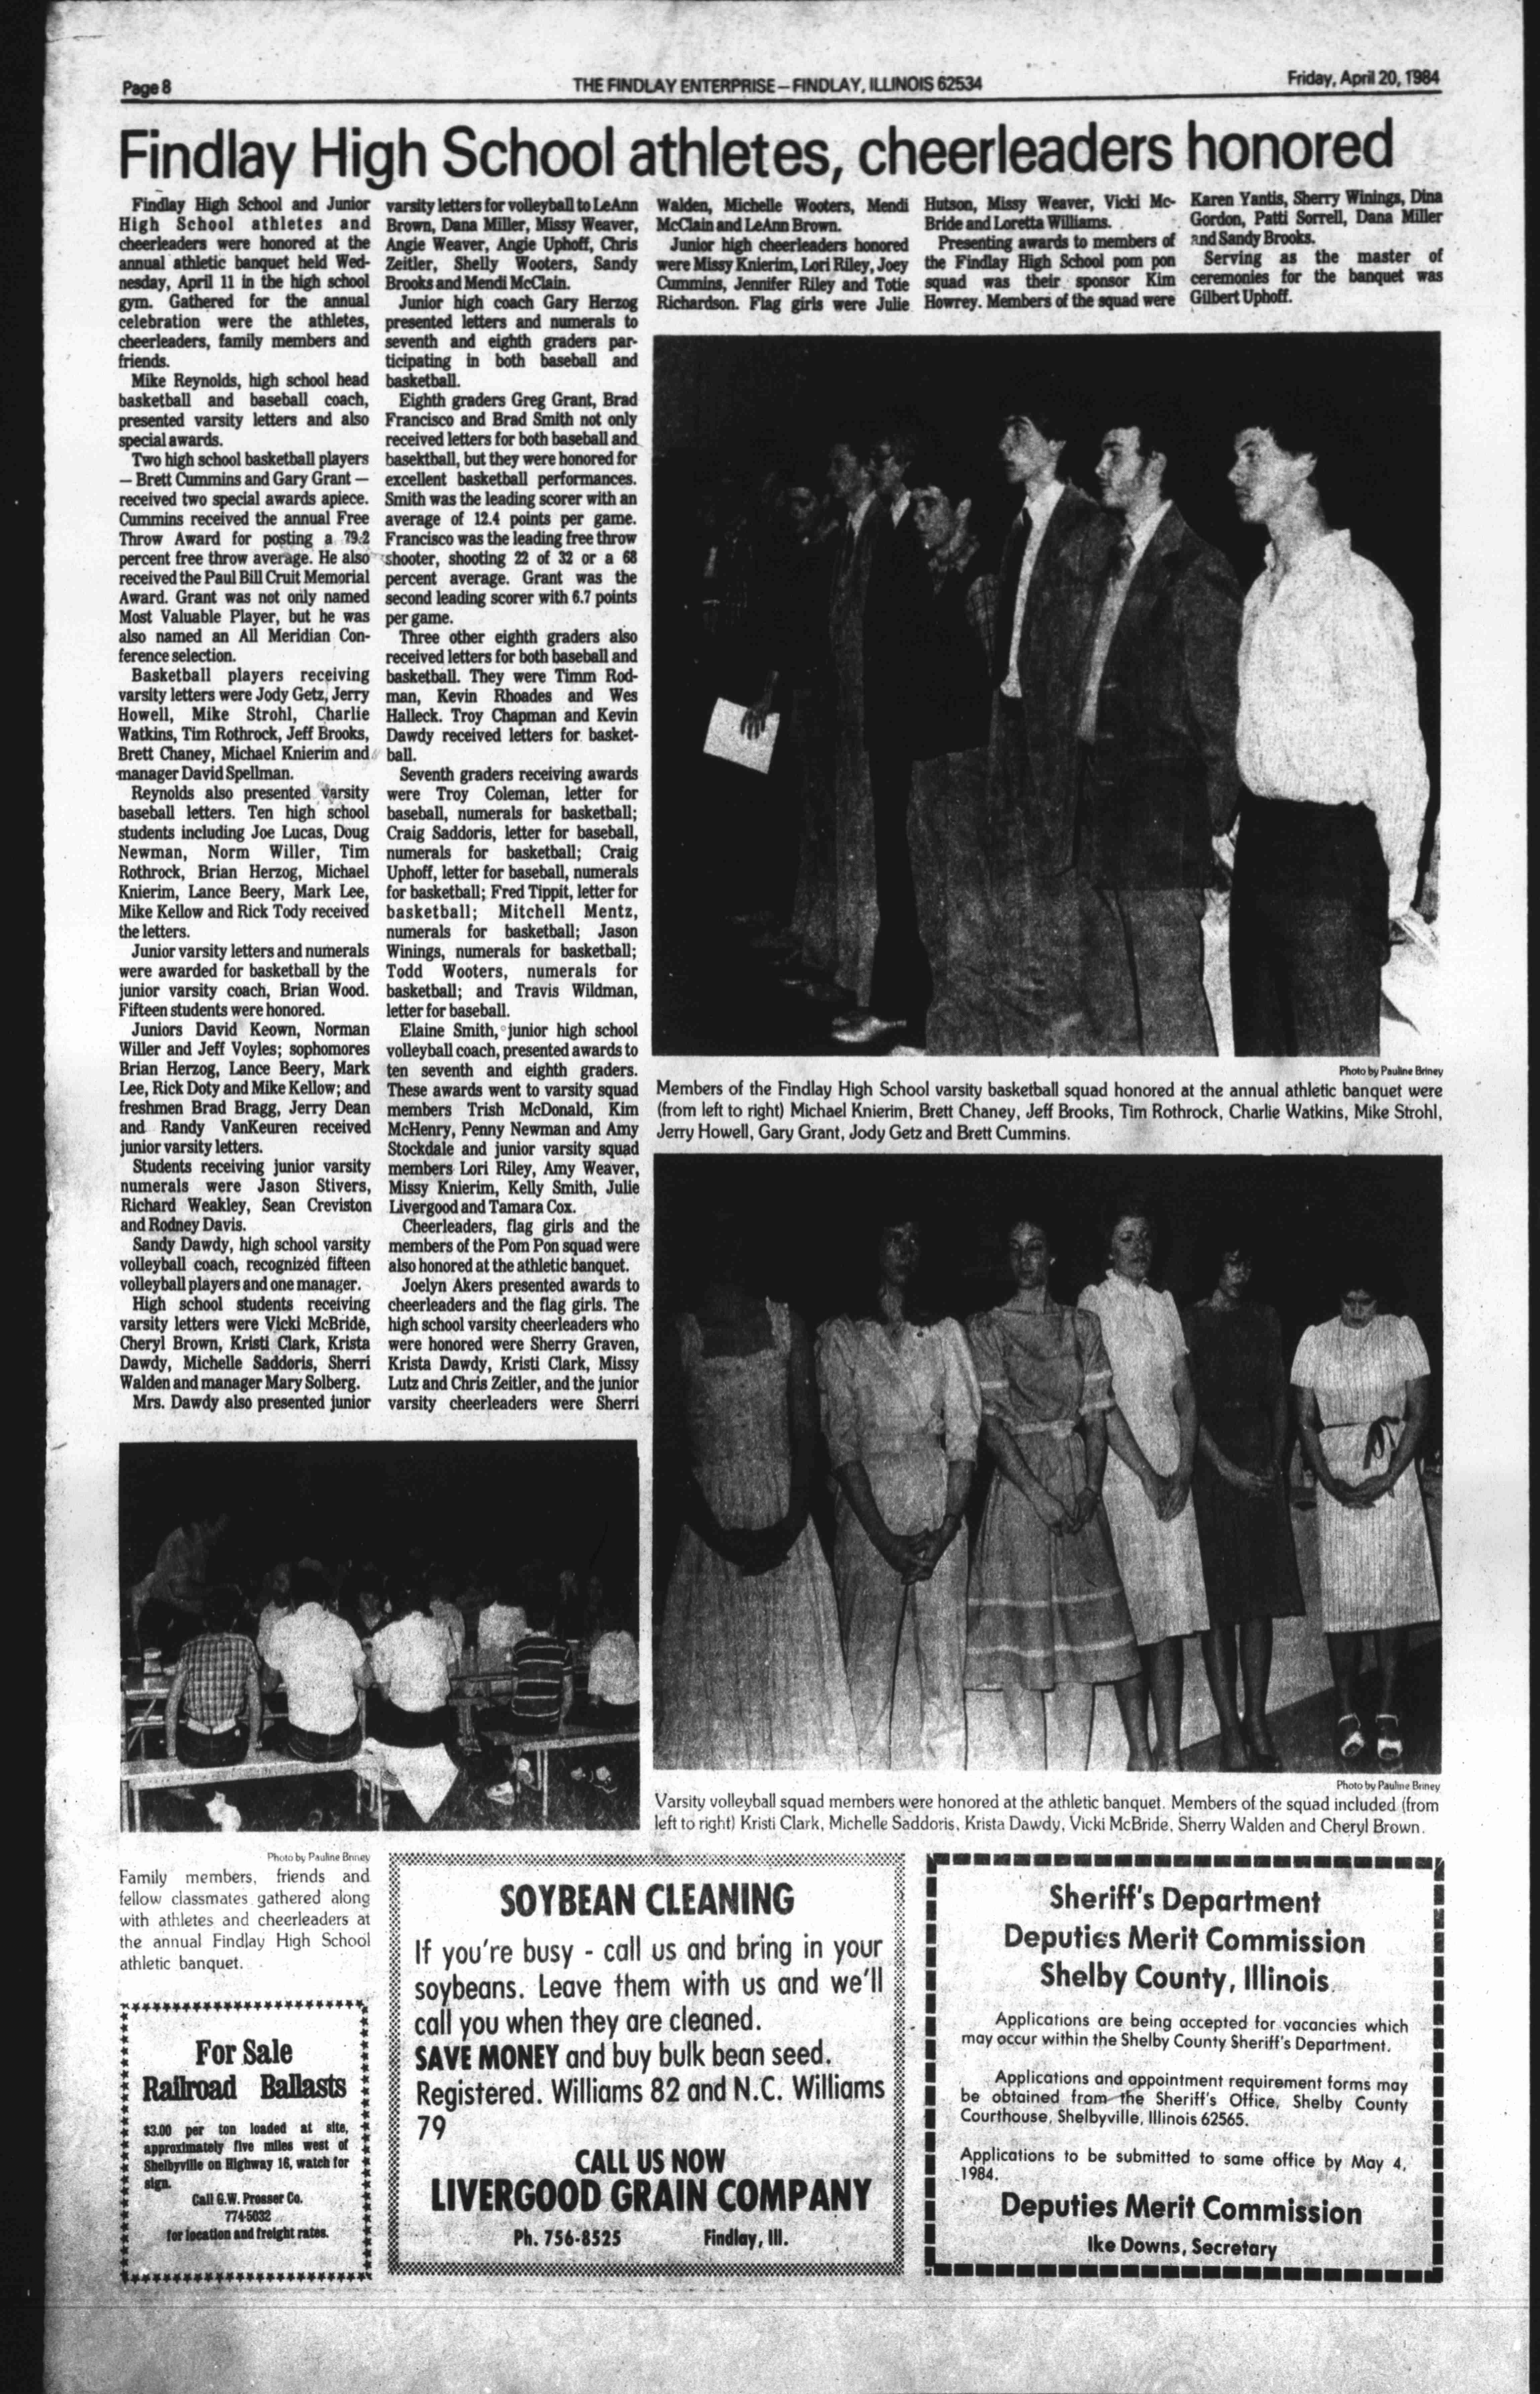 Page 8
THE FINDLAY ENTERPRISE — FINDLAY, ILLINOIS 62534
Friday, April 20, 1984
Findlay High School athletes, cheerleaders honored
Findlay High School and Junior
High School athletes and
cheerleaders were honored at the
annual athletic banquet held Wed-
nesday, April 11 in the high school
gym. Gathered for the annual
celebration were the athletes,
cheerleaders, family members and
friends.
Mike Reynolds, high school head
basketball and baseball coach,
presented varsity letters and also
special awards.
Two high school basketball players
— Brett Cummins and Gary Grant —
received two special awards apiece.
Cummins received the annual Free
Throw Award for posting a 79.2
percent free throw average. He also
received the Paul Bill Cruit Memorial
Award. Grant was not only named
Most Valuable Player, but he was
also named an All Meridian Con-
ference selection.
Basketball players receiving
varsity letters were Jody Getz, Jerry
Howell, Mike Strohl, Charlie
Watkins, Tim Rothrock, Jeff Brooks,
Brett Chaney, Michael Knierim and
manager David Spellman.
Reynolds also presented varsity
baseball letters. Ten high school
students including Joe Lucas, Doug
Newman, Norm Willer, Tim
Rothrock, Brian Herzog, Michael
Knierim, Lance Beery, Mark Lee,
Mike Kellow and Rick Tody received
the letters.
Junior varsity letters and numerals
were awarded for basketball by the
junior varsity coach, Brian Wood.
Fifteen students were honored.
Juniors David Keown, Norman
Willer and Jeff Voyles; sophomores
Brian Herzog, Lance Beery, Mark
Lee, Rick Doty and Mike Kellow; and
freshmen Brad Bragg, Jerry Dean
and Randy VanKeuren received
junior varsity letters.
Students receiving junior varsity
numerals were Jason Stivers,
Richard Weakley, Sean Creviston
and Rodney Davis.
Sandy Dawdy, high school varsity
volleyball coach, recognized fifteen
volleyball players and one manager.
High school students receiving
varsity letters were Vicki McBride,
Cheryl Brown, Kristi Clark, Krista
Dawdy, Michelle Saddoris, Sherri
Walden and manager Mary Solberg.
Mrs. Dawdy also presented junior
varsity letters for volleyball to LeAnn
Brown, Dana Miller, Missy Weaver,
Angie Weaver, Angie Uphoff, Chris
Zeitler, Shelly Wooters, Sandy
Brooks and Mendi McClain.
Junior high coach Gary Herzog
presented letters and numerals to
seventh and eighth graders par-
ticipating in both baseball and
basketball.
Eighth graders Greg Grant, Brad
Francisco and Brad Smith not only
received letters for both baseball and
basektball, but they were honored for
excellent basketball performances.
Smith was the leading scorer with an
average of 12.4 points per game.
Francisco was the leading free throw
shooter, shooting 22 of 32 or a 68
percent average. Grant was the
second leading scorer with 6.7 points
per game.
Three other eighth graders also
received letters for both baseball and
basketball. They were Timm Rod-
man, Kevin Rhoades and Wes
Halleck. Troy Chapman and Kevin
Dawdy received letters for basket-
ball.
Seventh graders receiving awards
were Troy Coleman, letter for
baseball, numerals for basketball;
Craig Saddoris, letter for baseball,
numerals for basketball; Craig
Uphoff, letter for baseball, numerals
for basketball; Fred Tippit, letter for
basketball; Mitchell Mentz,
numerals for basketball; Jason
Winings, numerals for basketball;
Todd Wooters, numerals for
basketball; and Travis Wildman,
letter for baseball.
Elaine Smith, junior high school
volleyball coach, presented awards to
ten seventh and eighth graders.
These awards went to varsity squad
members Trish McDonald, Kim
McHenry, Penny Newman and Amy
Stockdale and junior varsity squad
members Lori Riley, Amy Weaver,
Missy Knierim, Kelly Smith, Julie
Livergood and Tamara Cox.
Cheerleaders, flag girls and the
members of the Pom Pon squad were
also honored at the athletic banquet.
Joelyn Akers presented awards to
cheerleaders and the flag girls. The
high school varsity cheerleaders who
were honored were Sherry Graven,
Krista Dawdy, Kristi Clark, Missy
Lutz and Chris Zeitler, and the junior
varsity cheerleaders were Sherri
Walden, Michelle Wooters, Mendi
McClain and LeAnn Brown.
Junior high cheerleaders honored
were Missy Knierim, Lori Riley, Joey
Cummins, Jennifer Riley and Totie
Richardson. Flag girls were Julie
Hutson, Missy Weaver, Vicki Mc-
Bride and Loretta Williams.
Presenting awards to members of
the Findlay High School pom pon
squad was their sponsor Kim
Howrey. Members of the squad were
Karen Yantis, Sherry Winings, Dina
Gordon, Patti Sorrell, Dana Miller
and Sandy Brooks.
Serving as the master of
ceremonies for the banquet was
Gilbert Uphoff.
Photo by Pauline Briney
Members of the Findlay High School varsity basketball squad honored at the annual athletic banquet were
(from left to right) Michael Knierim, Brett Chaney, Jeff Brooks, Tim Rothrock, Charlie Watkins, Mike Strohl,
Jerry Howell, Gary Grant, Jody Getz and Brett Cummins.
Photo by Pauline Briney
Varsity volleyball squad members were honored at the athletic banquet. Members of the squad included (from
left to right) Kristi Clark, Michelle Saddoris, Krista Dawdy, Vicki McBride, Sherry Walden and Cheryl Brown.
Photo by Pauline Briney
Family members, friends and
fellow classmates gathered along
with athletes and cheerleaders at
the annual Findlay High School
athletic banquet.
For Sale
Railroad Ballasts
$3.00 per ton loaded at site,
approximately five miles west of
Shelbyville on Highway 16, watch for
sign.
Call G.W. Prosser Co.
774-5032
for location and freight rates.
SOYBEAN CLEANING
If you're busy - call us and bring in your
soybeans. Leave them with us and we'll
call you when they are cleaned.
SAVE MONEY and buy bulk bean seed.
Registered. Williams 82 and N.C. Williams
79
CALL US NOW
LIVERGOOD GRAIN COMPANY
Ph. 756-8525 Findlay, Ill.
Sheriff's Department
Deputies Merit Commission
Shelby County, Illinois
Applications are being accepted for vacancies which
may occur within the Shelby County Sheriff's Department.
Applications and appointment requirement forms may
be obtained from the Sheriff's Office, Shelby County
Courthouse, Shelbyville, Illinois 62565.
Applications to be submitted to same office by May 4,
1984.
Deputies Merit Commission
Ike Downs, Secretary